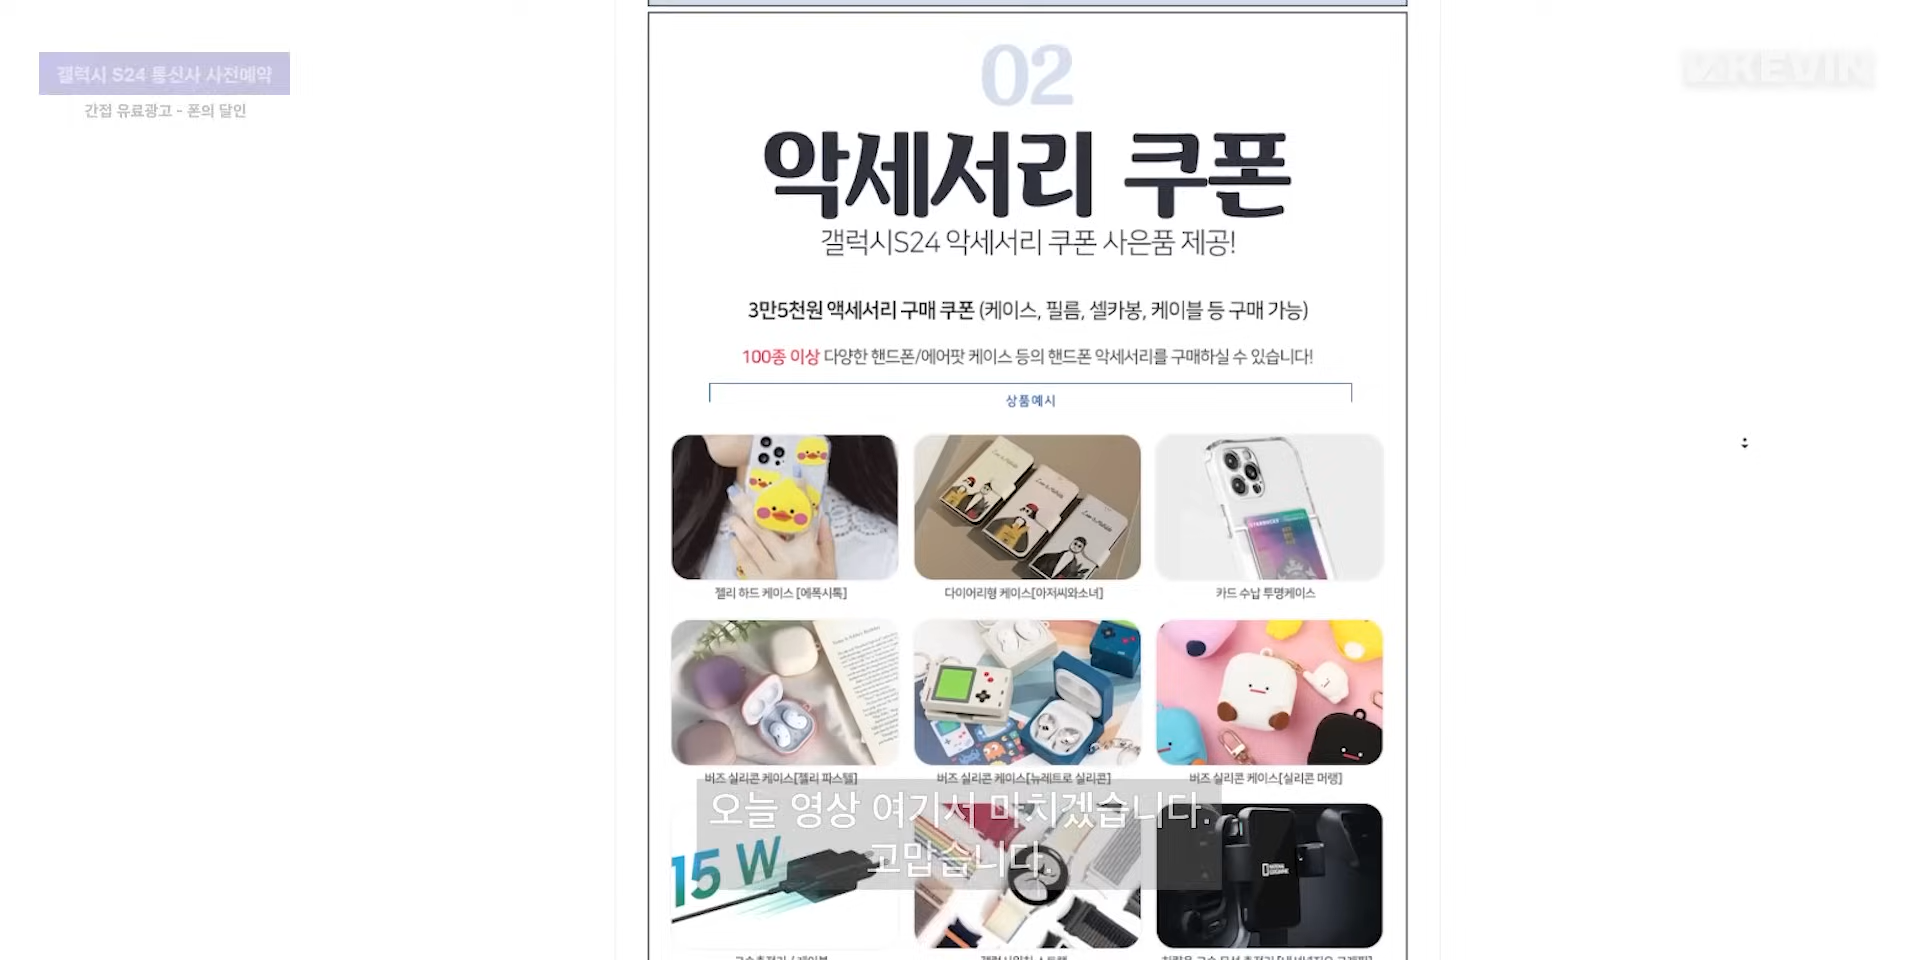 갤럭시 S24 통신사 사전예약
간접 유료광고 - 폰의 달인
KEVIN
02
악세서리 쿠폰
갤럭시S24 악세서리 쿠폰 사은품 제공!
3만5천원 액세서리 구매 쿠폰 (케이스, 필름, 셀카봉, 케이블 등 구매 가능)
100종 이상 다양한 핸드폰/에어팟 케이스 등의 핸드폰 악세서리를 구매하실 수 있습니다!
상품예시
젤리 하드 케이스 [에폭시톡]
다이어리형 케이스[아저씨와소녀]
카드 수납 투명케이스
버즈 실리콘 케이스[젤리 파스텔]
버즈 실리콘 케이스[뉴레트로 실리콘]
버즈 실리콘 케이스[실리콘 머랭]
오늘 영상 여기서 마치겠습니다.
고맙습니다.
15 W
NATIONAL GEOGRAPHIC